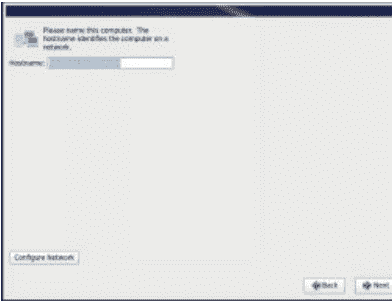 Please name this computer. The
hostname identifies the computer on a
network.
Hostname:
Configure Network
Back
Next